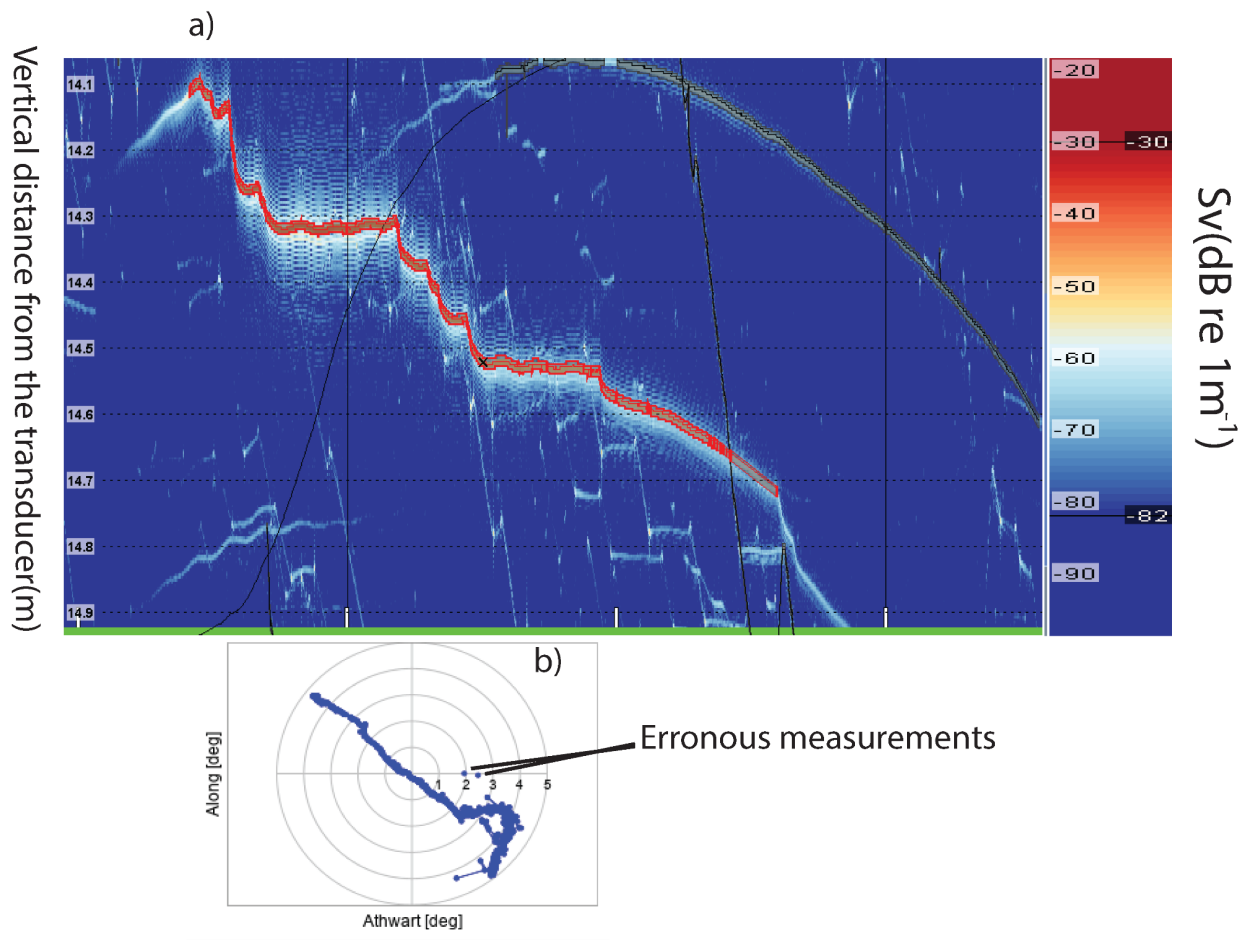 a)
Vertical distance from the transducer(m)
14.1
14.2
14.3
14.4
14.5
14.6
14.7
14.8
14.9
-20
-30 -30
-40
-50
-60
-70
-80
-82
-90
Sv(dB re 1m-1)
b)
Erronous measurements
Along [deg]
1 2 3 4 5
Athwart [deg]